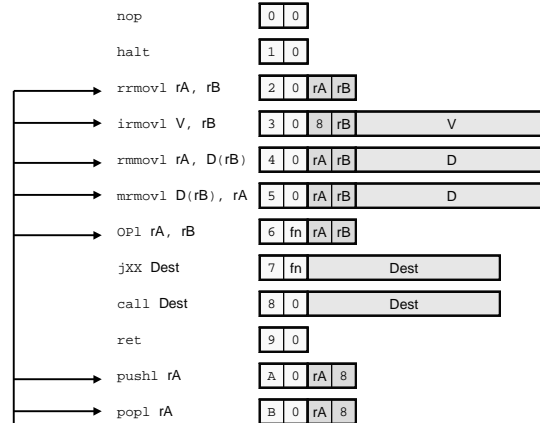 nop 0 0
halt 1 0
rrmovl rA, rB 2 0 rA rB
irmovl V, rB 3 0 8 rB V
rmmovl rA, D(rB) 4 0 rA rB D
mrmovl D(rB), rA 5 0 rA rB D
OPl rA, rB 6 fn rA rB
jXX Dest 7 fn Dest
call Dest 8 0 Dest
ret 9 0
pushl rA A 0 rA 8
popl rA B 0 rA 8